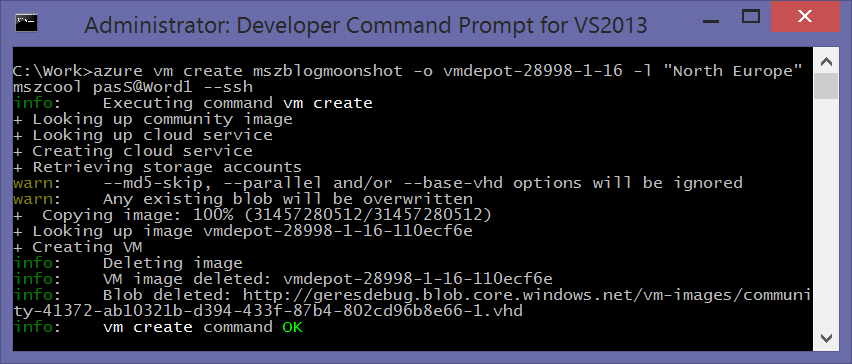 Administrator: Developer Command Prompt for VS2013
C:\Work>azure vm create mszblogmoonshot -o vmdepot-28998-1-16 -l "North Europe"
mszcool pasS@Word1 --ssh
info:    Executing command vm create
+ Looking up community image
+ Looking up cloud service
+ Creating cloud service
+ Retrieving storage accounts
warn:    --md5-skip, --parallel and/or --base-vhd options will be ignored
warn:    Any existing blob will be overwritten
+  Copying image: 100% (31457280512/31457280512)
+ Looking up image vmdepot-28998-1-16-110ecf6e
+ Creating VM
info:    Deleting image
info:    VM image deleted: vmdepot-28998-1-16-110ecf6e
info:    Blob deleted: http://geresdebug.blob.core.windows.net/vm-images/communi
ty-41372-ab10321b-d394-433f-87b4-802cd96b8e66-1.vhd
info:    vm create command OK